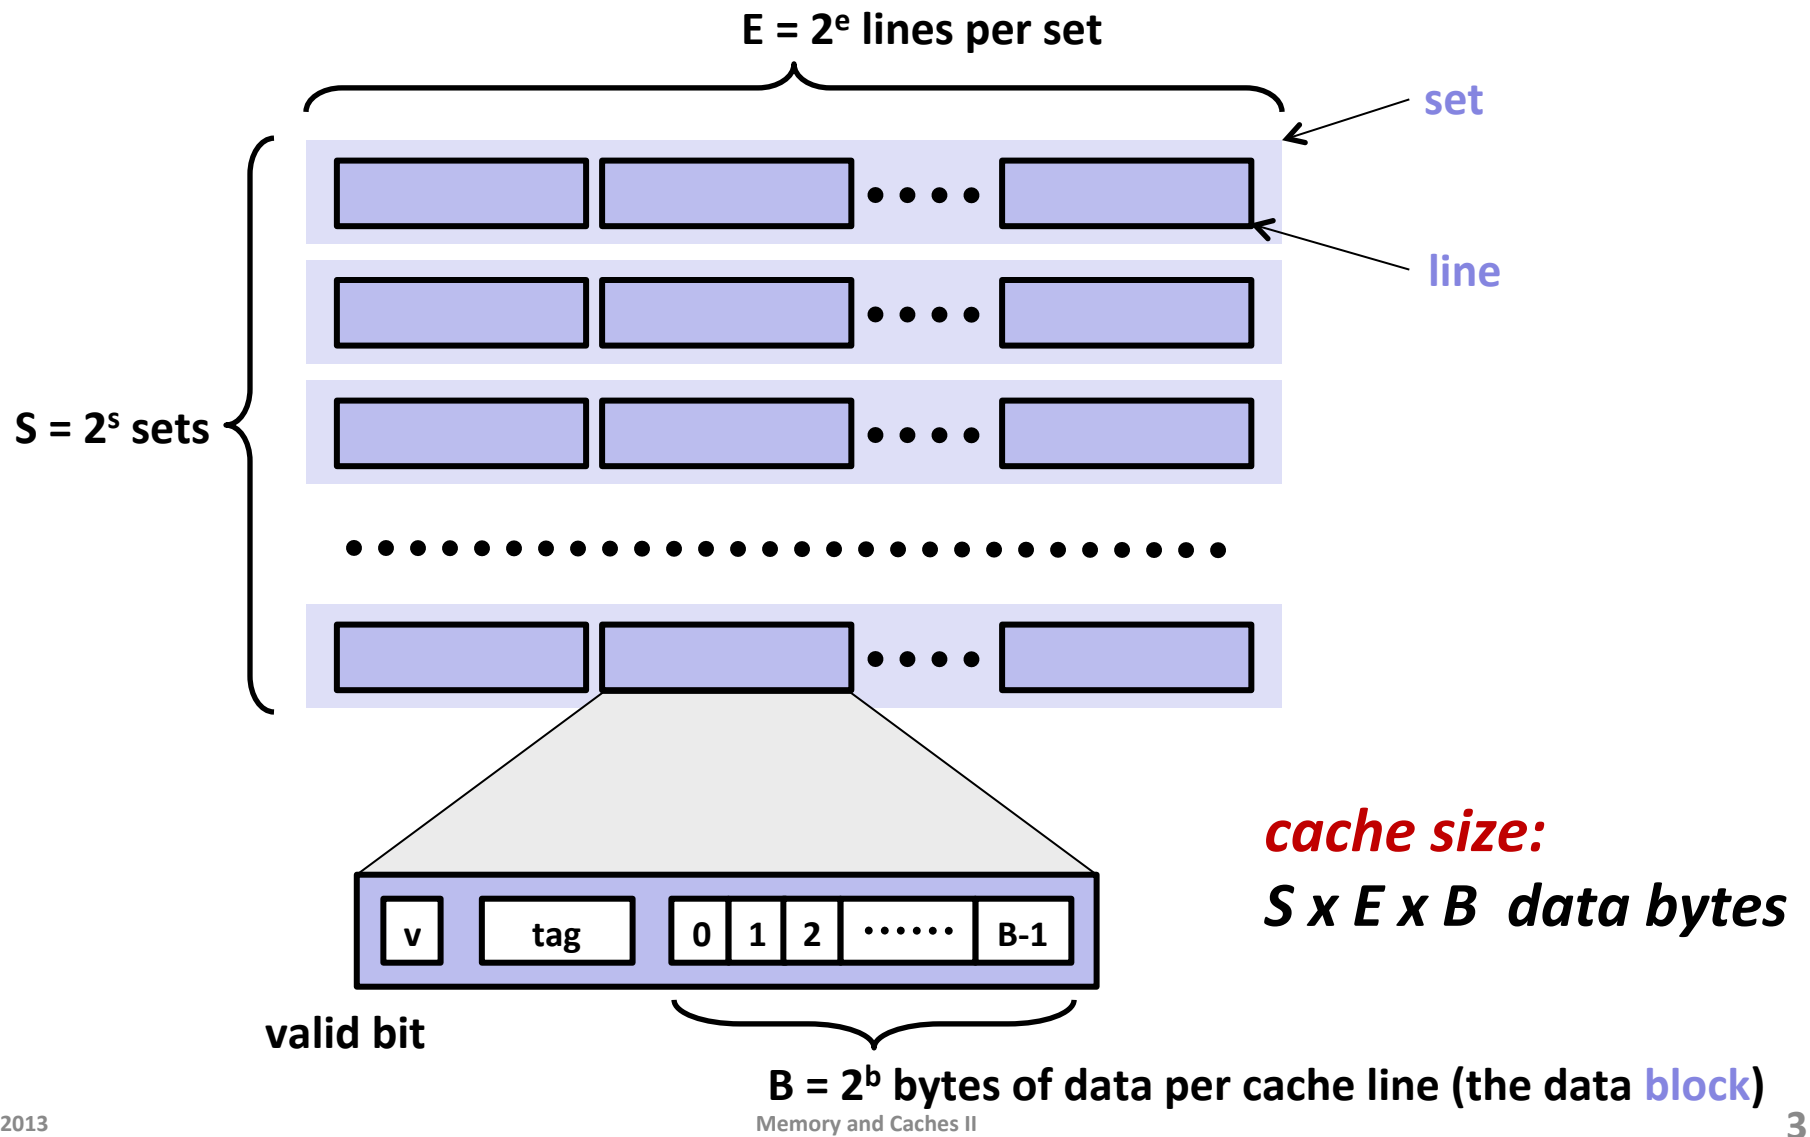 E = 2ᵉ lines per set
set
line
S = 2ˢ sets
cache size:
S x E x B data bytes
v tag 0 1 2 •••••• B-1
valid bit
B = 2ᵇ bytes of data per cache line (the data block)
2013 Memory and Caches II 3